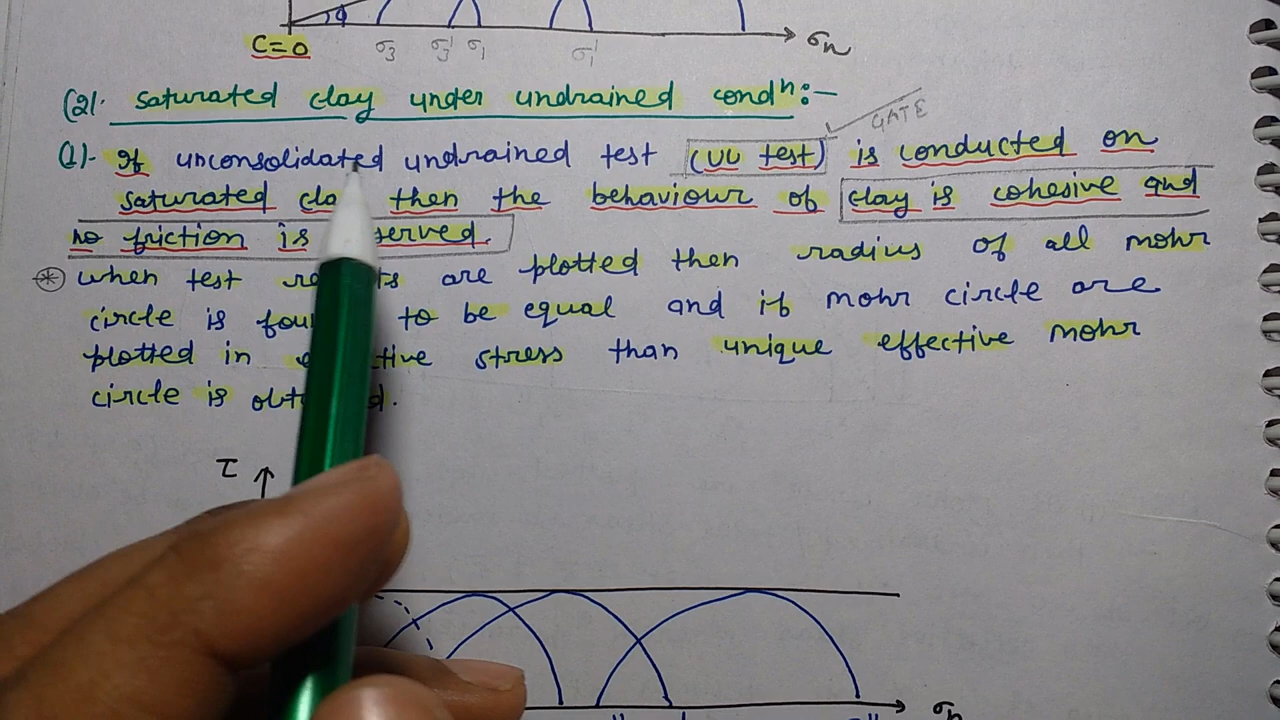 φ
C=0 σ3 σ3' σ1 σ1' σn
(2). saturated clay under undrained condⁿ:-
GATE
(1). If unconsolidated undrained test (UU test) is conducted on
saturated then the behaviour of clay is cohesive and
no friction is
* when test are plotted then radius of all mohr
circle is to be equal and if mohr circle are
plotted in stress than unique effective mohr
circle is
τ
σn